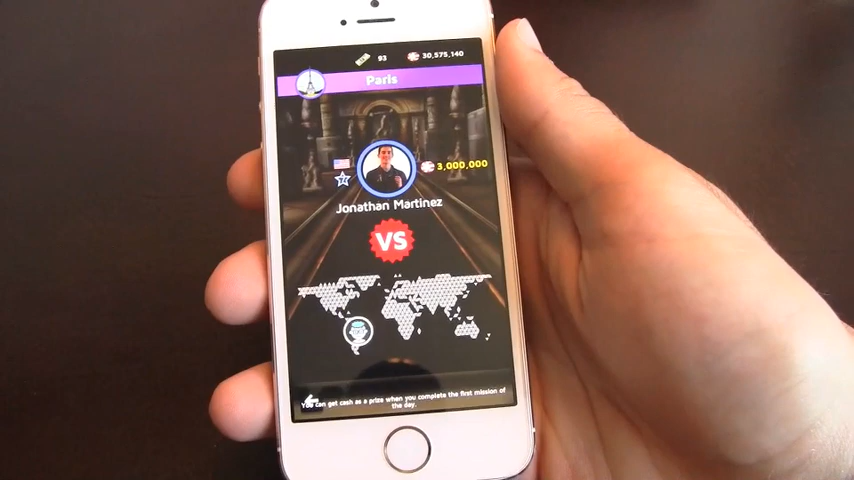 93 30,575,140
Paris
3,000,000
Jonathan Martinez
VS
You can get cash as a prize when you complete the first mission of
the day.